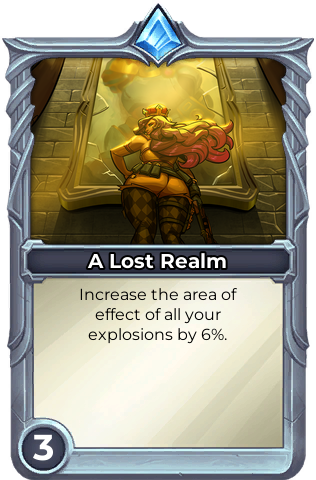 A Lost Realm
Increase the area of
effect of all your
explosions by 6%.
3